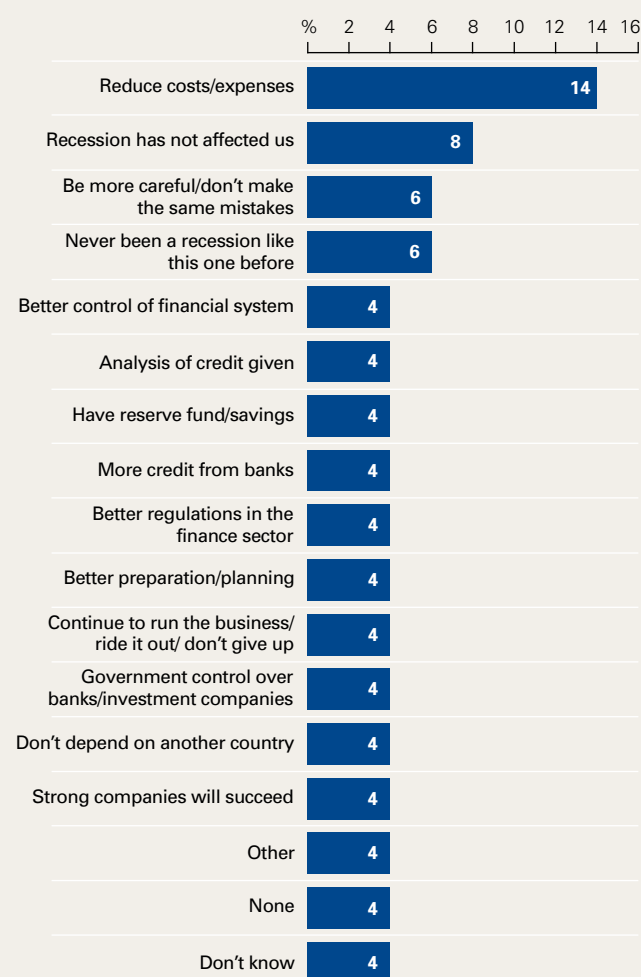 % 2 4 6 8 10 12 14 16
Reduce costs/expenses 14
Recession has not affected us 8
Be more careful/don't make
the same mistakes 6
Never been a recession like
this one before 6
Better control of financial system 4
Analysis of credit given 4
Have reserve fund/savings 4
More credit from banks 4
Better regulations in the
finance sector 4
Better preparation/planning 4
Continue to run the business/
ride it out/ don't give up 4
Government control over
banks/investment companies 4
Don't depend on another country 4
Strong companies will succeed 4
Other 4
None 4
Don't know 4